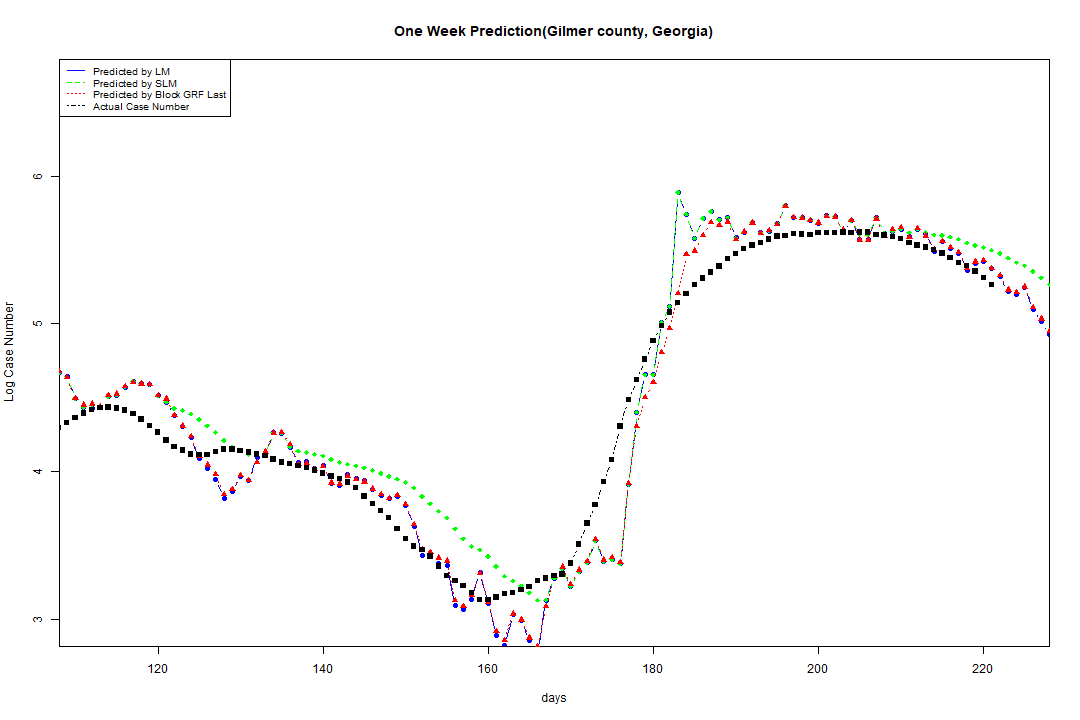 One Week Prediction(Gilmer county, Georgia)
Predicted by LM
Predicted by SLM
Predicted by Block GRF Last
Actual Case Number
6
5
4
3
Log Case Number
120 140 160 180 200 220
days